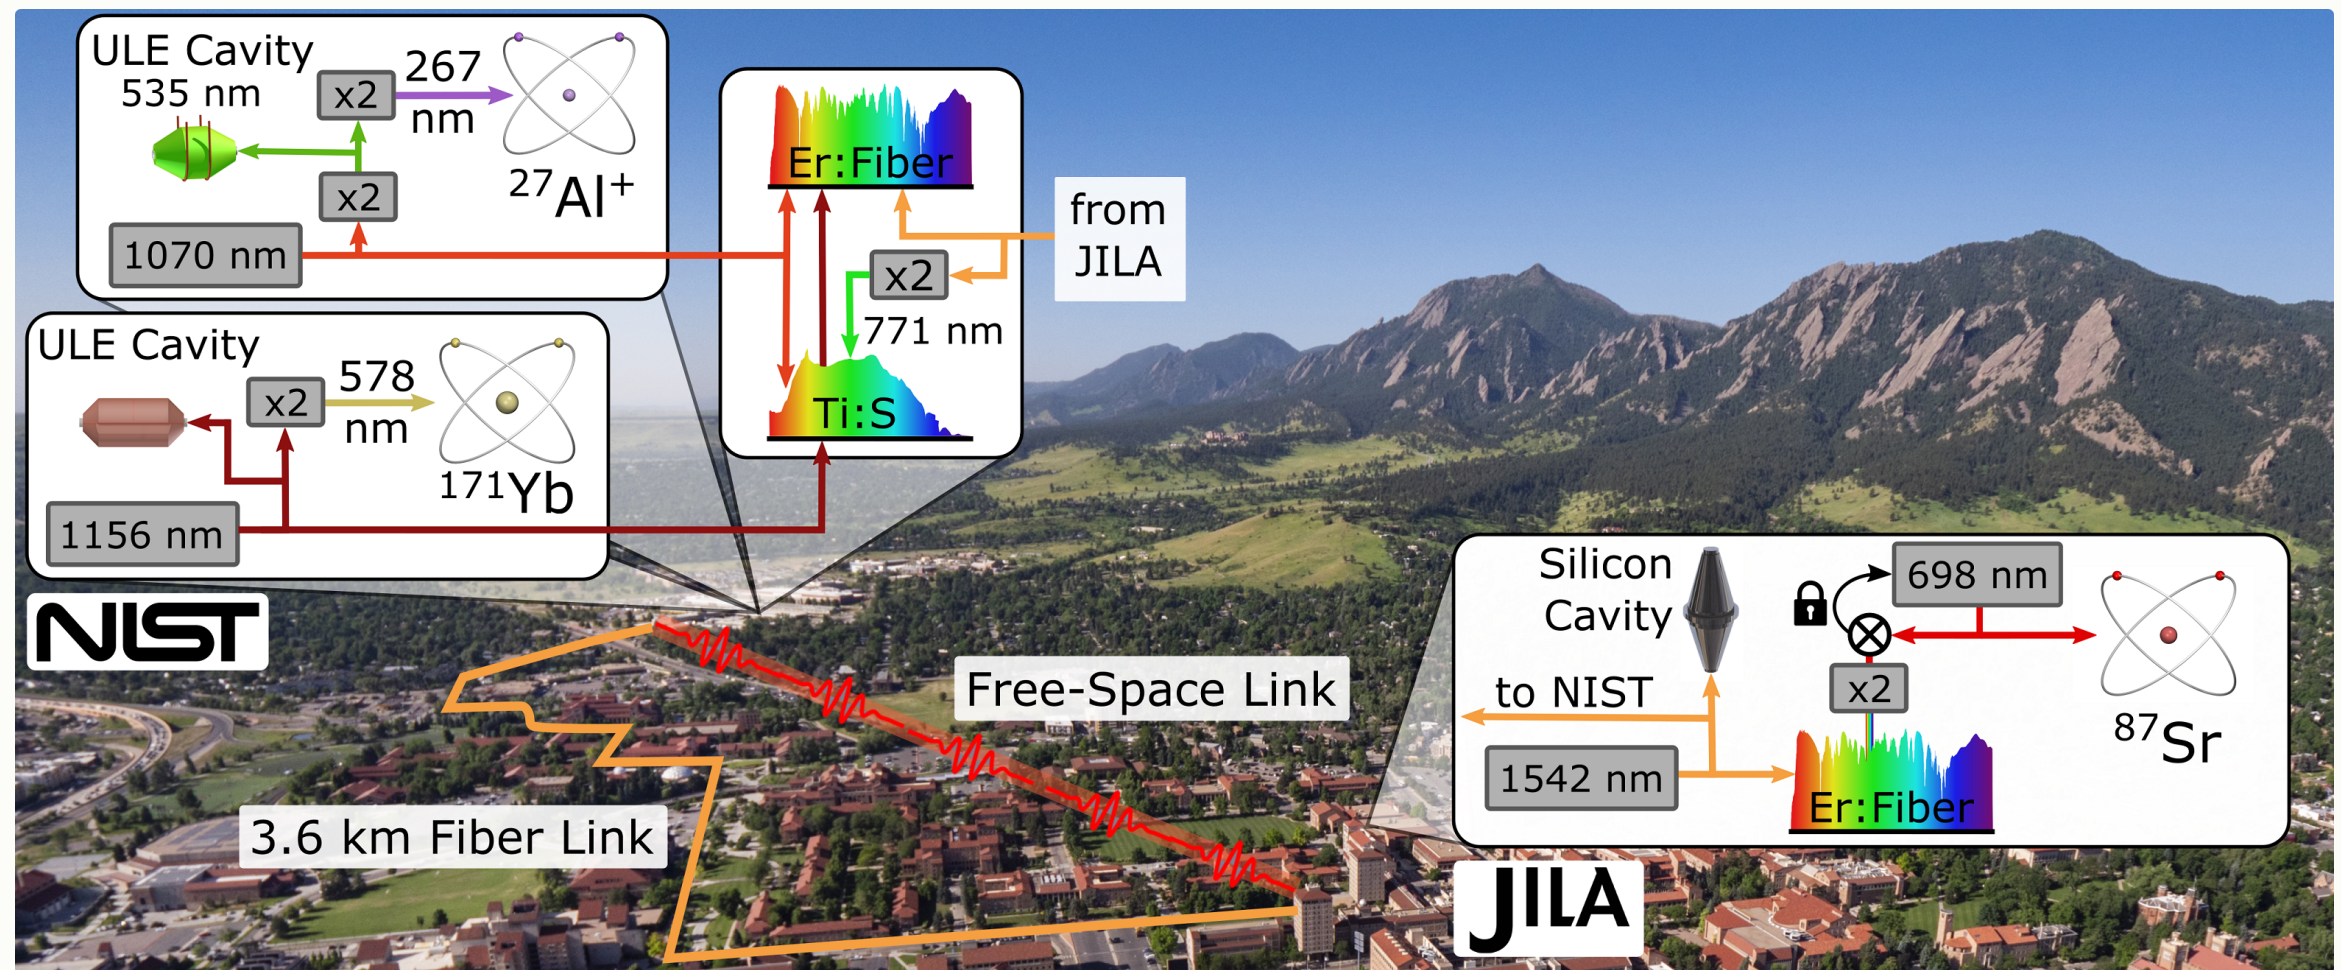 ULE Cavity
535 nm
x2
267
nm
x2
1070 nm
²⁷Al⁺
ULE Cavity
x2
578
nm
1156 nm
¹⁷¹Yb
Er:Fiber
x2
771 nm
Ti:S
from
JILA
NIST
Free-Space Link
3.6 km Fiber Link
Silicon
Cavity
to NIST
1542 nm
698 nm
x2
Er:Fiber
⁸⁷Sr
JILA